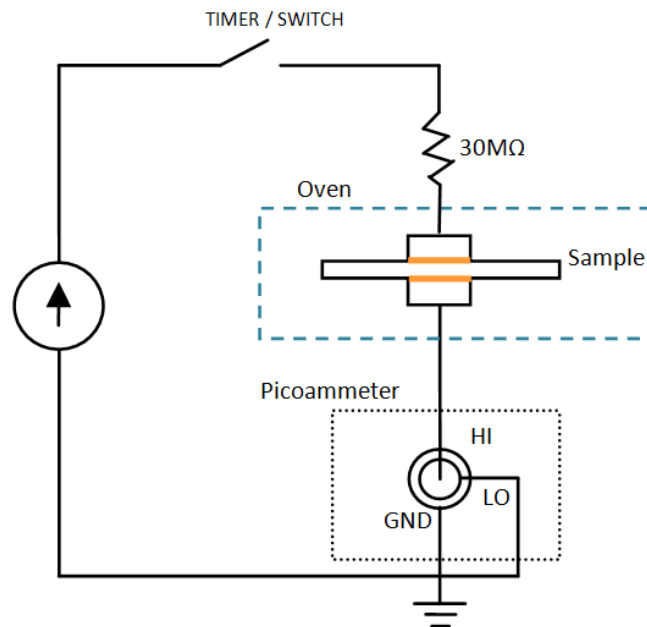 TIMER / SWITCH
30MΩ
Oven
Sample
Picoammeter
HI
LO
GND